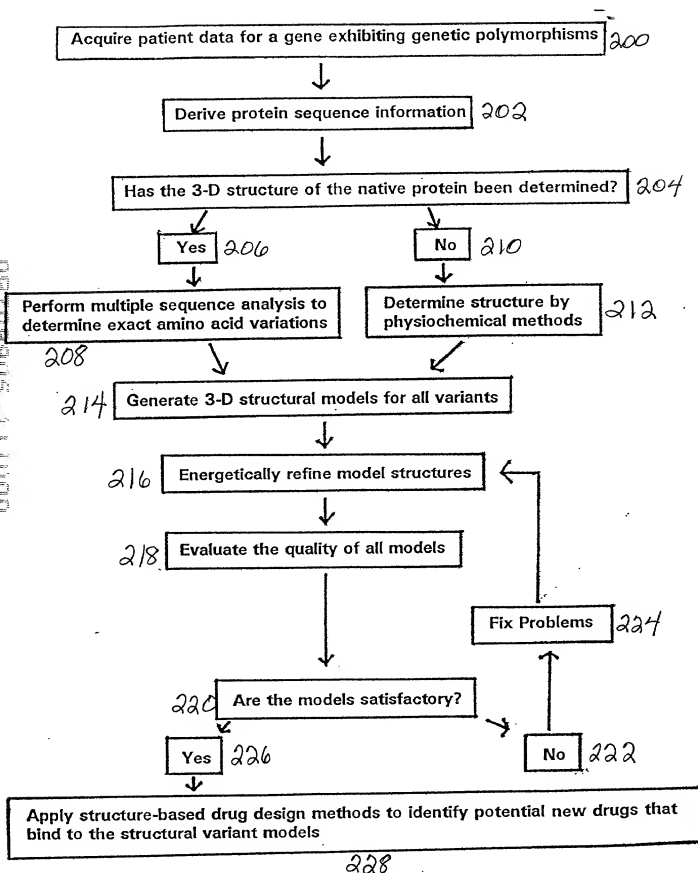 Acquire patient data for a gene exhibiting genetic polymorphisms 200
Derive protein sequence information 202
Has the 3-D structure of the native protein been determined? 204
Yes 206
No 210
Perform multiple sequence analysis to
determine exact amino acid variations
208
Determine structure by
physiochemical methods
212
214 Generate 3-D structural models for all variants
216 Energetically refine model structures
218 Evaluate the quality of all models
Fix Problems 224
220 Are the models satisfactory?
Yes 226
No 222
Apply structure-based drug design methods to identify potential new drugs that
bind to the structural variant models
228